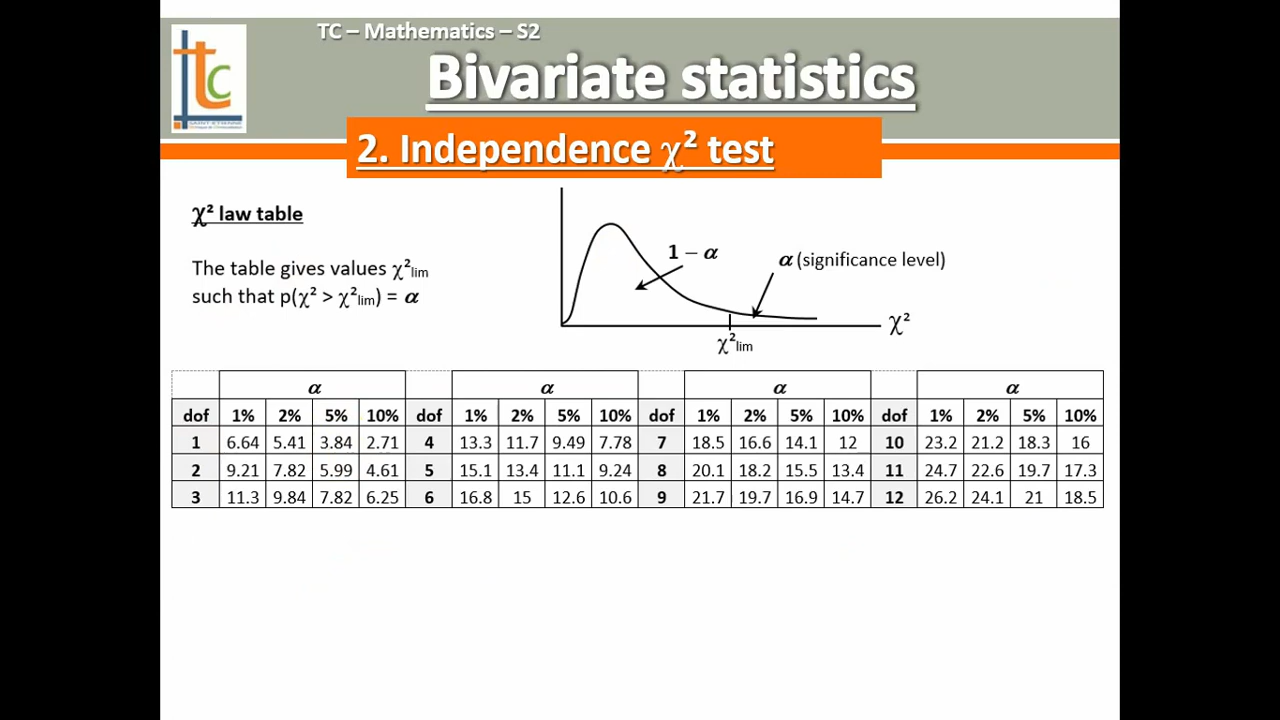 TC – Mathematics – S2
Bivariate statistics
tc
2. Independence χ² test
χ² law table
The table gives values χ²lim
such that p(χ² > χ²lim) = α
1 – α
α (significance level)
χ²
χ²lim
α α α α
dof 1% 2% 5% 10% dof 1% 2% 5% 10% dof 1% 2% 5% 10% dof 1% 2% 5% 10%
1 6.64 5.41 3.84 2.71 4 13.3 11.7 9.49 7.78 7 18.5 16.6 14.1 12 10 23.2 21.2 18.3 16
2 9.21 7.82 5.99 4.61 5 15.1 13.4 11.1 9.24 8 20.1 18.2 15.5 13.4 11 24.7 22.6 19.7 17.3
3 11.3 9.84 7.82 6.25 6 16.8 15 12.6 10.6 9 21.7 19.7 16.9 14.7 12 26.2 24.1 21 18.5